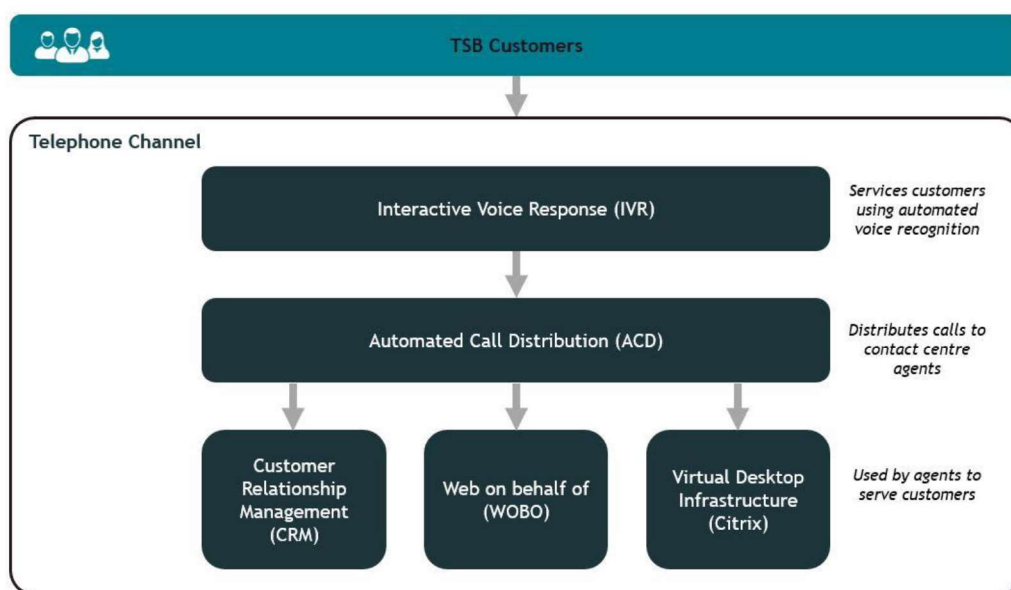 TSB Customers
Telephone Channel
Interactive Voice Response (IVR)
Services customers
using automated
voice recognition
Automated Call Distribution (ACD)
Distributes calls to
contact centre
agents
Customer
Relationship
Management
(CRM)
Web on behalf of
(WOBO)
Virtual Desktop
Infrastructure
(Citrix)
Used by agents to
serve customers